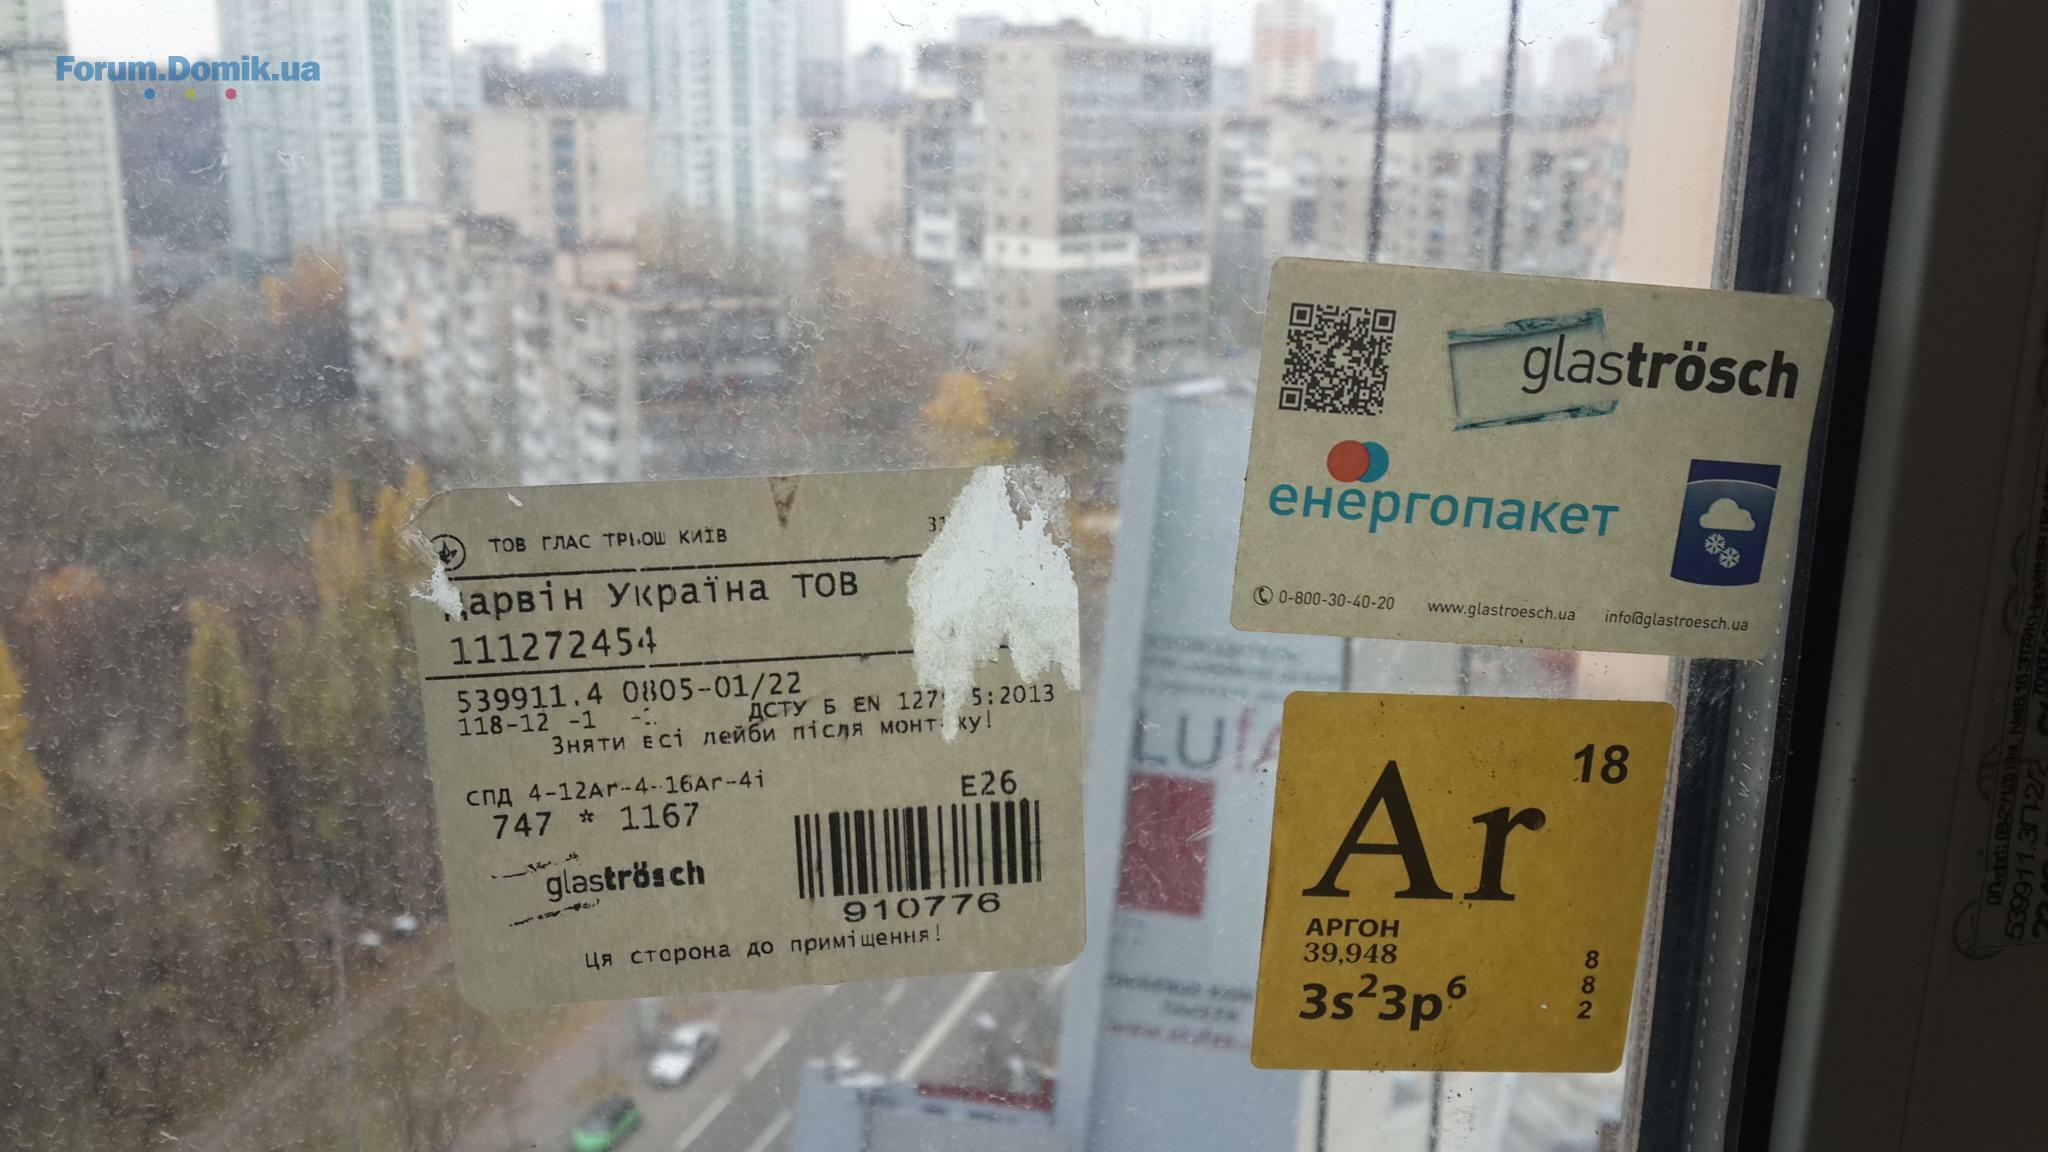 Forum.Domik.ua
ТОВ ГЛАС ТРЬОШ КИЇВ
Дарвін Україна ТОВ
111272454
539911.4 0805-01/22
118-12 -1
ДСТУ Б EN 1279-5:2013
Зняти всі лейби після монтажу!
СПД 4-12Ar-4-16Ar-4i
747 * 1167
E26
glaströsch
910776
Ця сторона до приміщення!
glaströsch
енергопакет
0-800-30-40-20 www.glastroesch.ua info@glastroesch.ua
Ar 18
АРГОН
39,948
3s²3p⁶
8
8
2